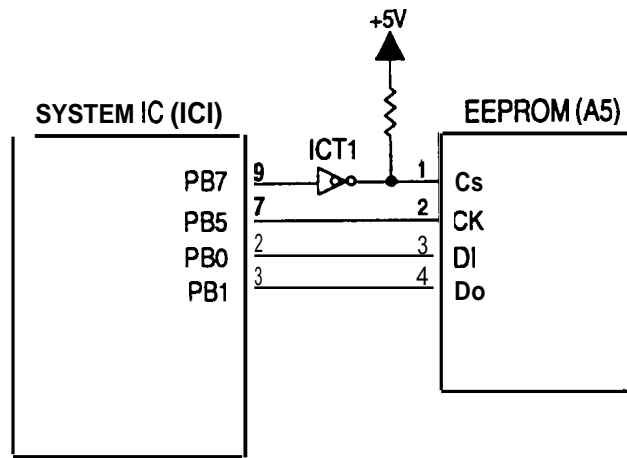 +5V
SYSTEM IC (ICI)
EEPROM (A5)
ICT1
PB7 9 1 Cs
PB5 7 2 CK
PB0 2 3 DI
PB1 3 4 Do